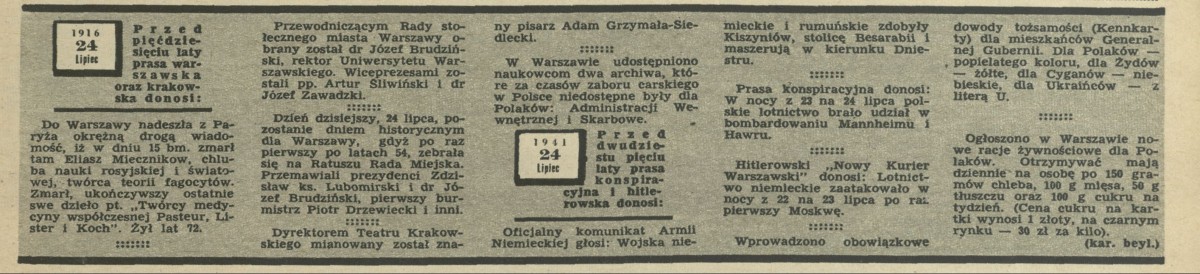 1916
24
Lipiec
Przed
pięćdzie-
sięciu laty
prasa war-
szawska
oraz krakow-
ska donosi:
Do Warszawy nadeszła z Pa-
ryża okrężną drogą wiado-
mość, iż w dniu 15 bm. zmarł
tam Eliasz Miecznikow, chlu-
ba nauki rosyjskiej i świato-
wej, twórca teorii fagocytów.
Zmarł, ukończywszy ostatnie
swe dzieło pt. „Twórcy medy-
cyny współczesnej Pasteur, Li-
ster i Koch". Żył lat 72.
Przewodniczącym Rady sto-
łecznego miasta Warszawy o-
brany został dr Józef Brudziń-
ski, rektor Uniwersytetu War-
szawskiego. Wiceprezesami zo-
stali pp. Artur Śliwiński i dr
Józef Zawadzki.
Dzień dzisiejszy, 24 lipca, po-
zostanie dniem historycznym
dla Warszawy, gdyż po raz
pierwszy po latach 54, zebrała
się na Ratuszu Rada Miejska.
Przemawiali prezydenci Zdzi-
sław ks. Lubomirski i dr Jó-
zef Brudziński, pierwszy bur-
mistrz Piotr Drzewiecki i inni.
Dyrektorem Teatru Krakow-
skiego mianowany został zna-
ny pisarz Adam Grzymała-Sie-
dlecki.
W Warszawie udostępniono
naukowcom dwa archiwa, któ-
re za czasów zaboru carskiego
w Polsce niedostępne były dla
Polaków: Administracji We-
wnętrznej i Skarbowe.
1941
24
Lipiec
Przed
dwudzie-
stu pięciu
laty prasa
konspira-
cyjna i hitle-
rowska donosi:
Oficjalny komunikat Armii
Niemieckiej głosi: Wojska nie-
mieckie i rumuńskie zdobyły
Kiszyniów, stolicę Besarabii i
maszerują w kierunku Dnie-
stru.
Prasa konspiracyjna donosi:
W nocy z 23 na 24 lipca pol-
skie lotnictwo brało udział w
bombardowaniu Mannheimu i
Hawru.
Hitlerowski „Nowy Kurier
Warszawski" donosi: Lotnict-
wo niemieckie zaatakowało w
nocy z 22 na 23 lipca po raz
pierwszy Moskwę.
Wprowadzono obowiązkowe
dowody tożsamości (Kennkar-
ty) dla mieszkańców General-
nej Gubernii. Dla Polaków —
popielatego koloru, dla Żydów
— żółte, dla Cyganów — nie-
bieskie, dla Ukraińców — z
literą U.
Ogłoszono w Warszawie no-
we racje żywnościowe dla Po-
laków. Otrzymywać mają
dziennie na osobę po 150 gra-
mów chleba, 100 g mięsa, 50 g
tłuszczu oraz 100 g cukru na
tydzień. (Cena cukru na kar-
tki wynosi 1 złoty, na czarnym
rynku — 30 zł za kilo).
(kar. beyl.)